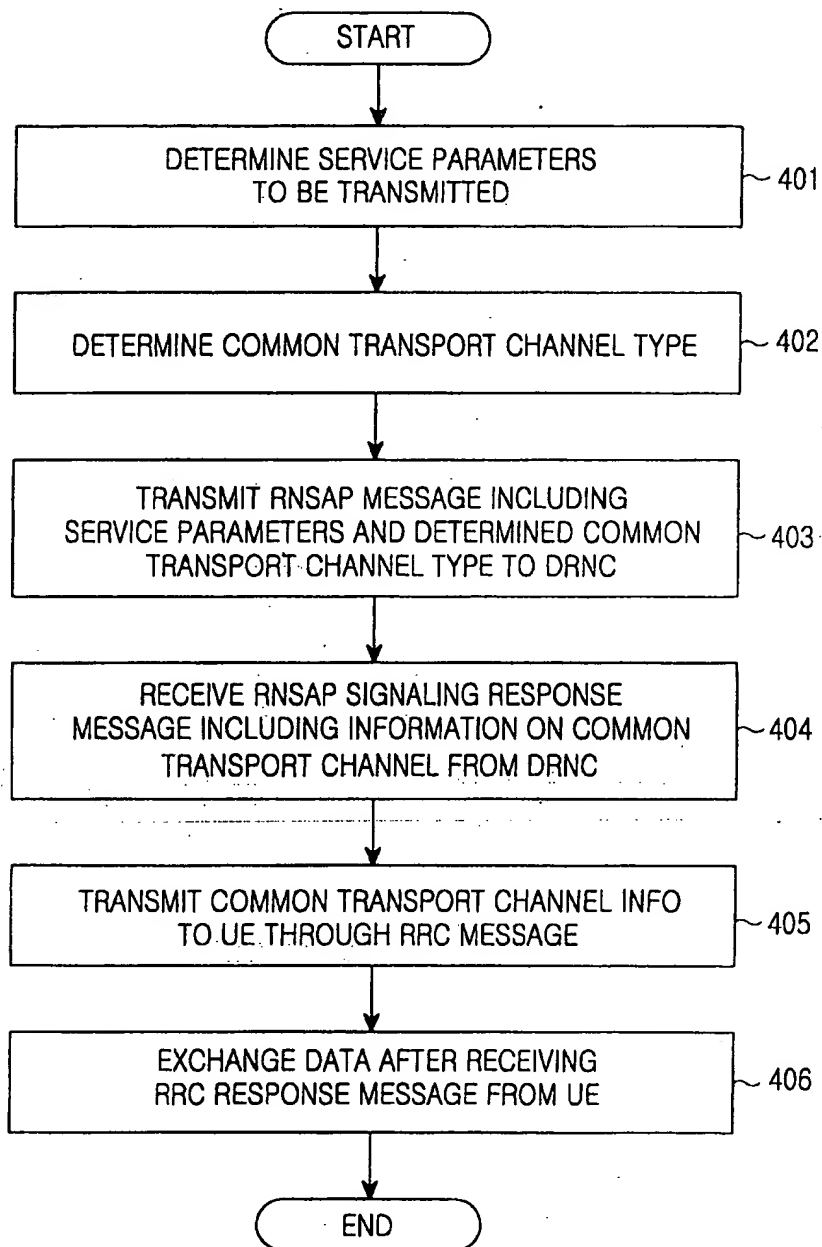 START
DETERMINE SERVICE PARAMETERS
TO BE TRANSMITTED
401
DETERMINE COMMON TRANSPORT CHANNEL TYPE
402
TRANSMIT RNSAP MESSAGE INCLUDING
SERVICE PARAMETERS AND DETERMINED COMMON
TRANSPORT CHANNEL TYPE TO DRNC
403
RECEIVE RNSAP SIGNALING RESPONSE
MESSAGE INCLUDING INFORMATION ON COMMON
TRANSPORT CHANNEL FROM DRNC
404
TRANSMIT COMMON TRANSPORT CHANNEL INFO
TO UE THROUGH RRC MESSAGE
405
EXCHANGE DATA AFTER RECEIVING
RRC RESPONSE MESSAGE FROM UE
406
END